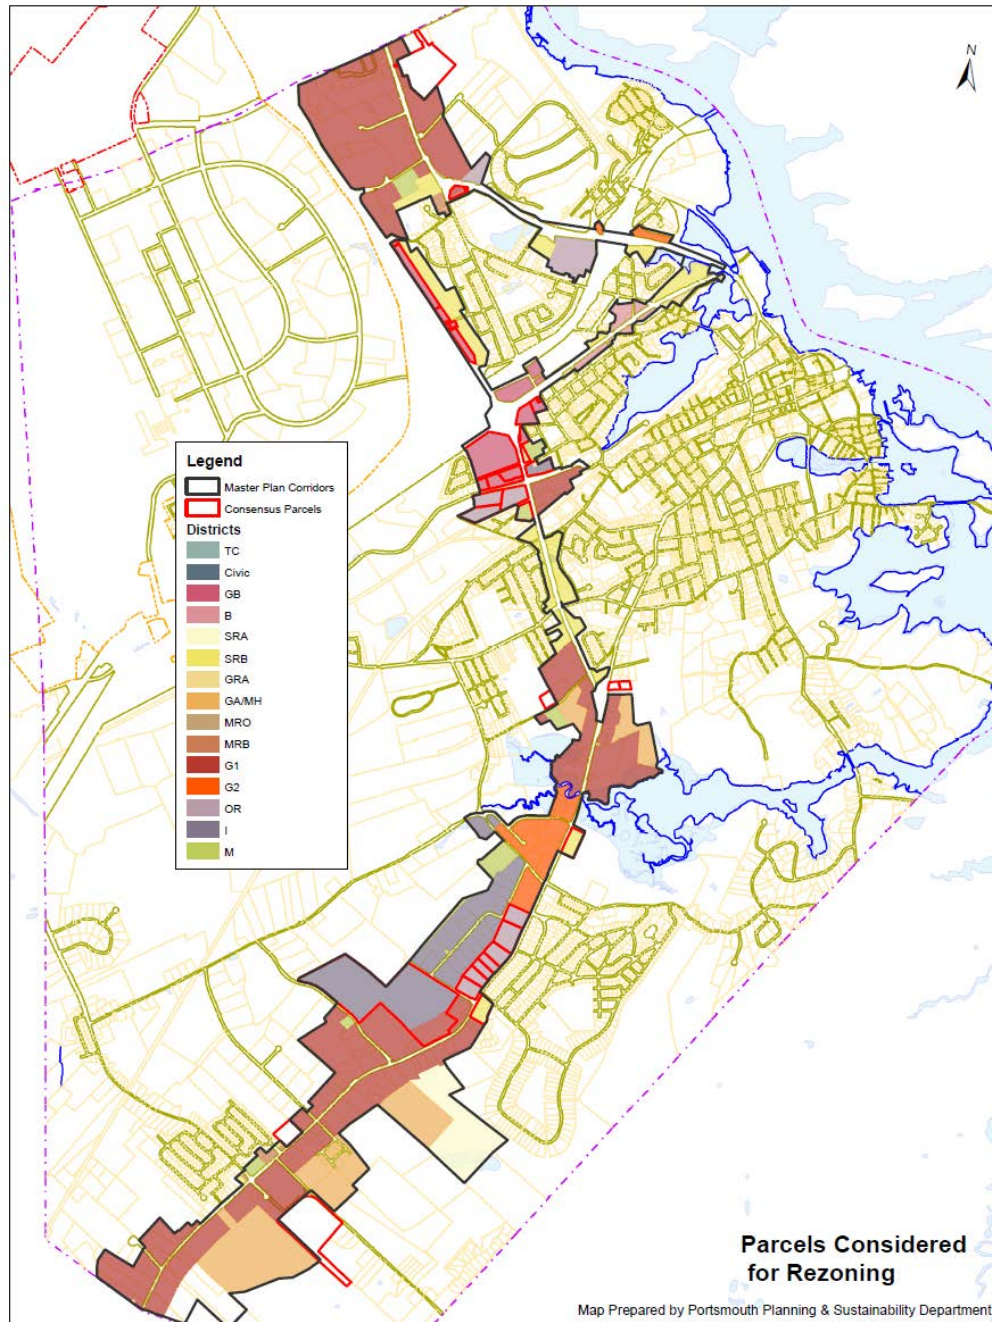 N
Legend
Master Plan Corridors
Consensus Parcels
Districts
TC
Civic
GB
B
SRA
SRB
GRA
GA/MH
MRO
MRB
G1
G2
OR
I
M
Parcels Considered
for Rezoning
Map Prepared by Portsmouth Planning & Sustainability Department